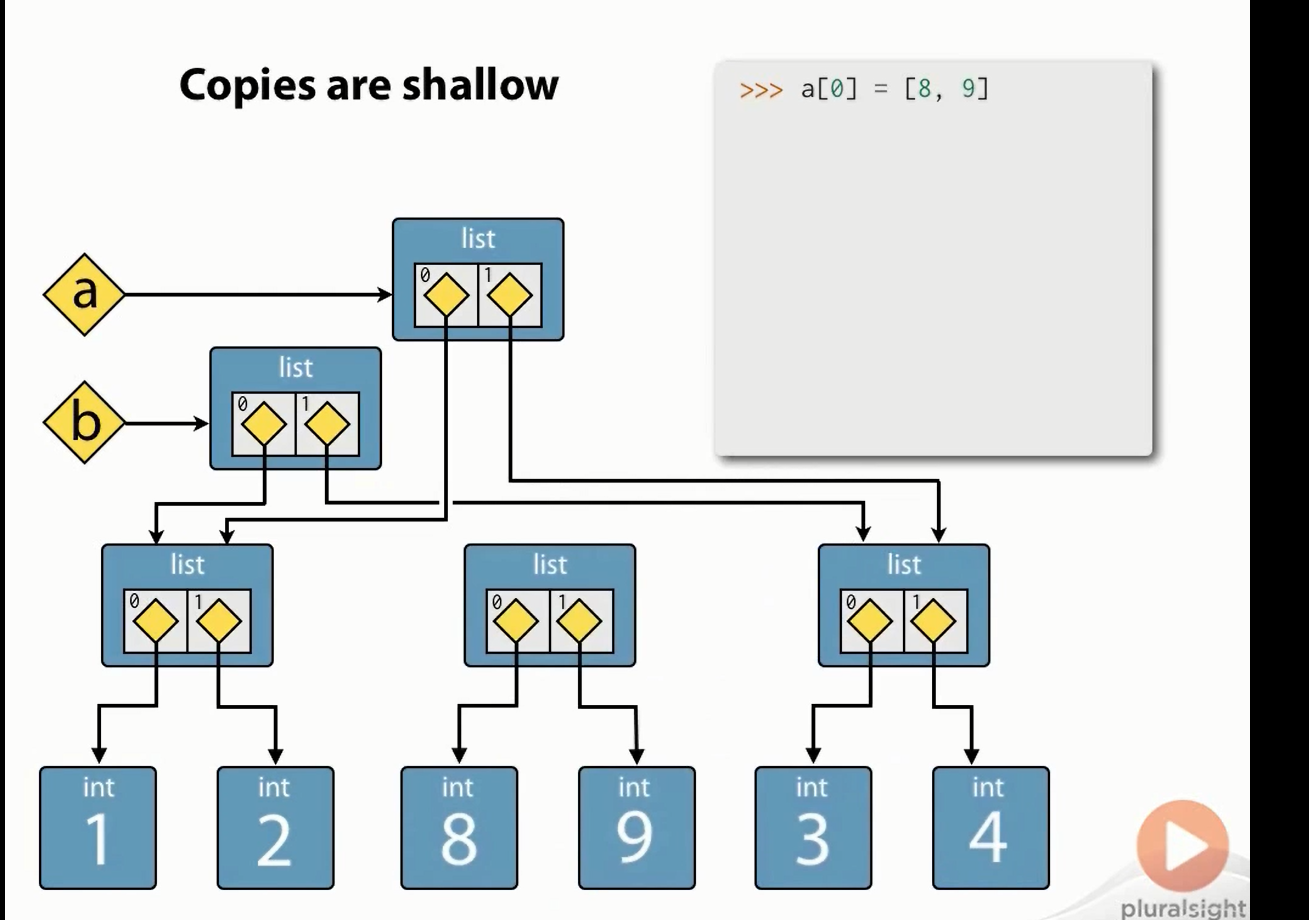 Copies are shallow
>>> a[0] = [8, 9]
list
0 1
a
list
0 1
b
list
0 1
list
0 1
list
0 1
int
1
int
2
int
8
int
9
int
3
int
4
pluralsight